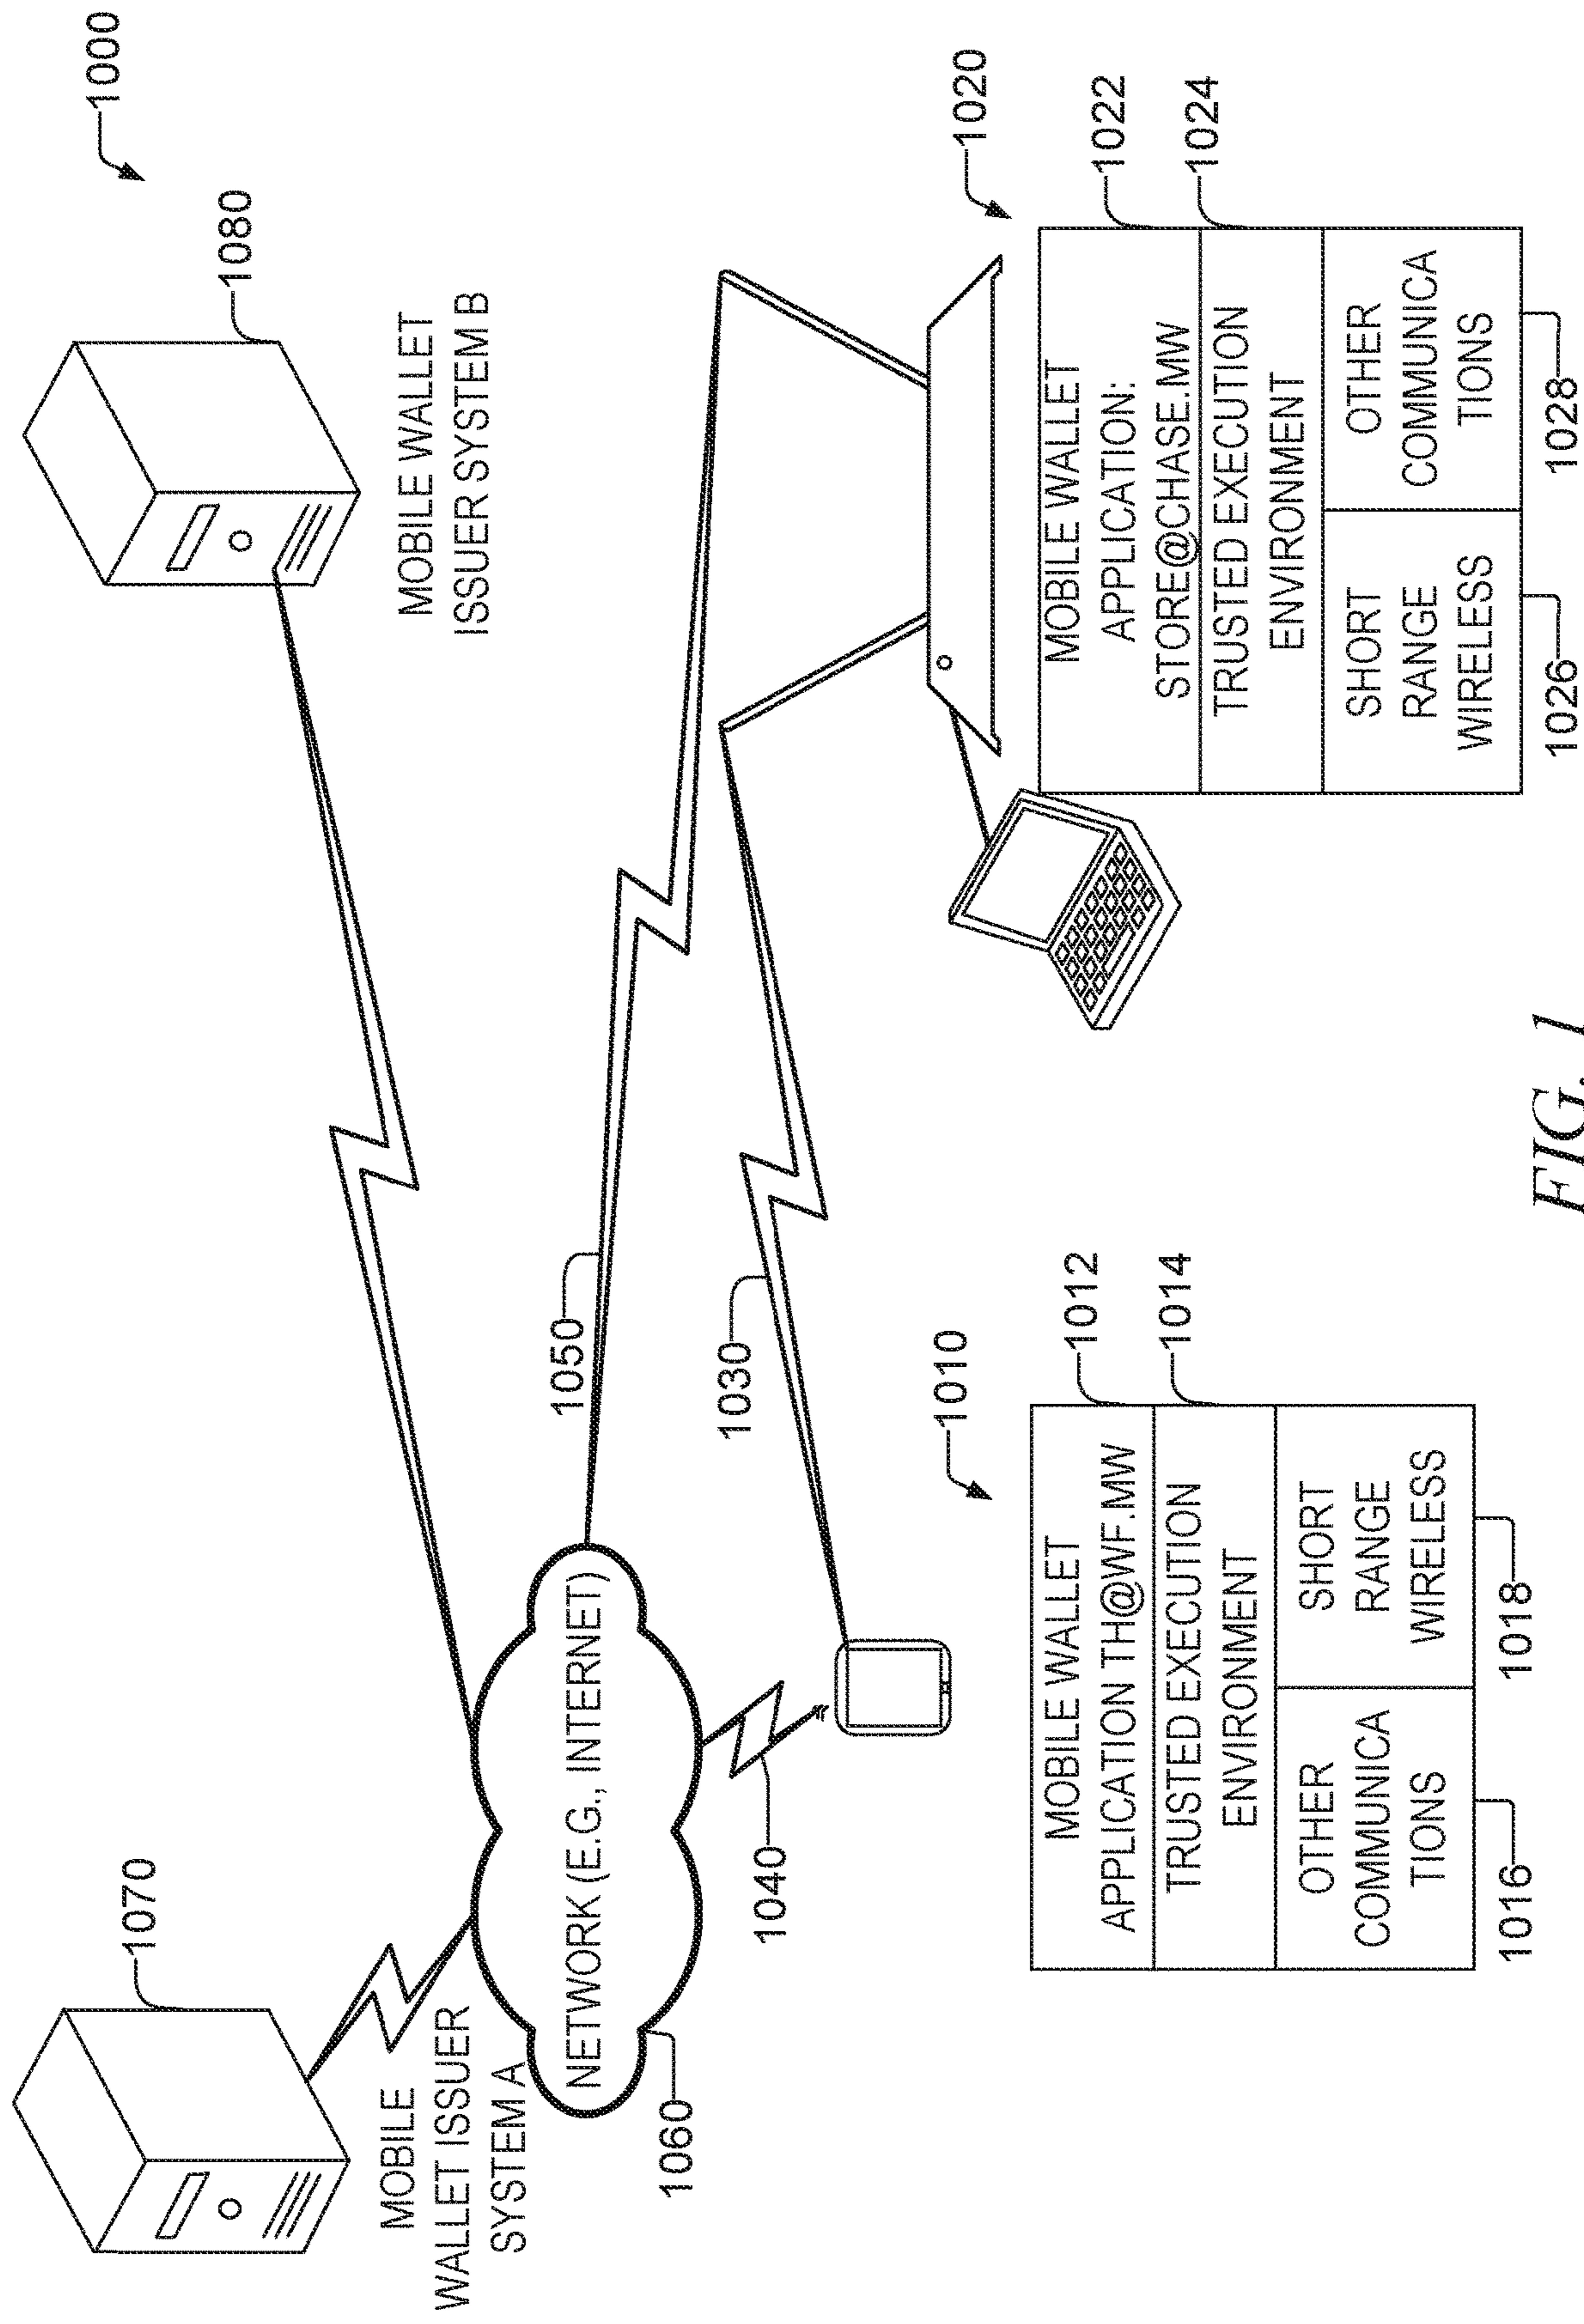 1000
1070
1080
MOBILE
WALLET ISSUER
SYSTEM A
MOBILE WALLET
ISSUER SYSTEM B
NETWORK (E.G., INTERNET)
1060
1050
1040
1030
1010
MOBILE WALLET
APPLICATION TH@WF.MW
1012
TRUSTED EXECUTION
ENVIRONMENT
1014
OTHER
COMMUNICA
TIONS
1016
SHORT
RANGE
WIRELESS
1018
1020
MOBILE WALLET
APPLICATION:
STORE@CHASE.MW
1022
TRUSTED EXECUTION
ENVIRONMENT
1024
SHORT
RANGE
WIRELESS
1026
OTHER
COMMUNICA
TIONS
1028
FIG. 1